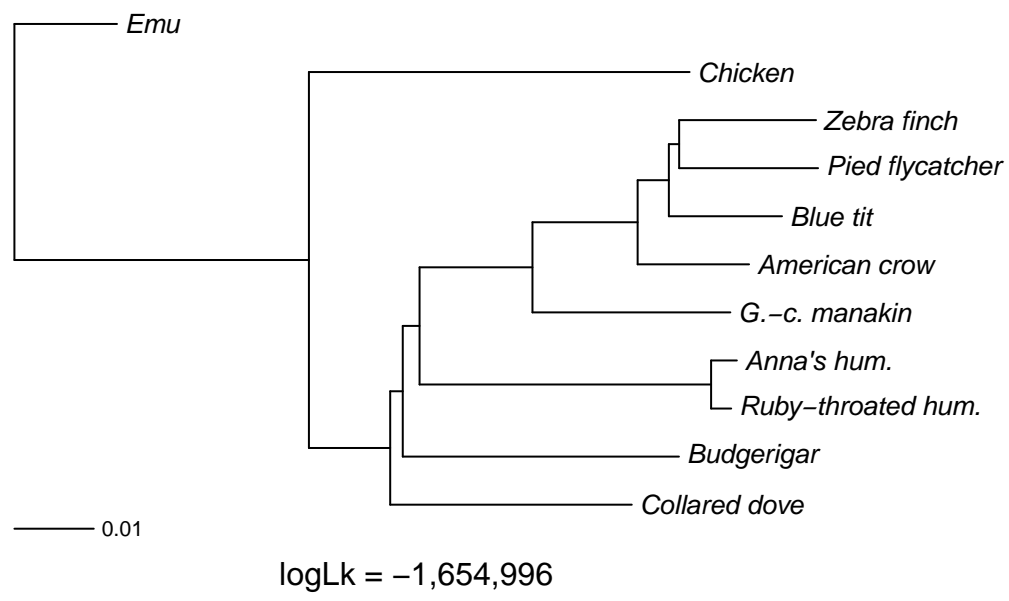 Emu
Chicken
Zebra finch
Pied flycatcher
Blue tit
American crow
G.−c. manakin
Anna's hum.
Ruby−throated hum.
Budgerigar
Collared dove
0.01
logLk = −1,654,996